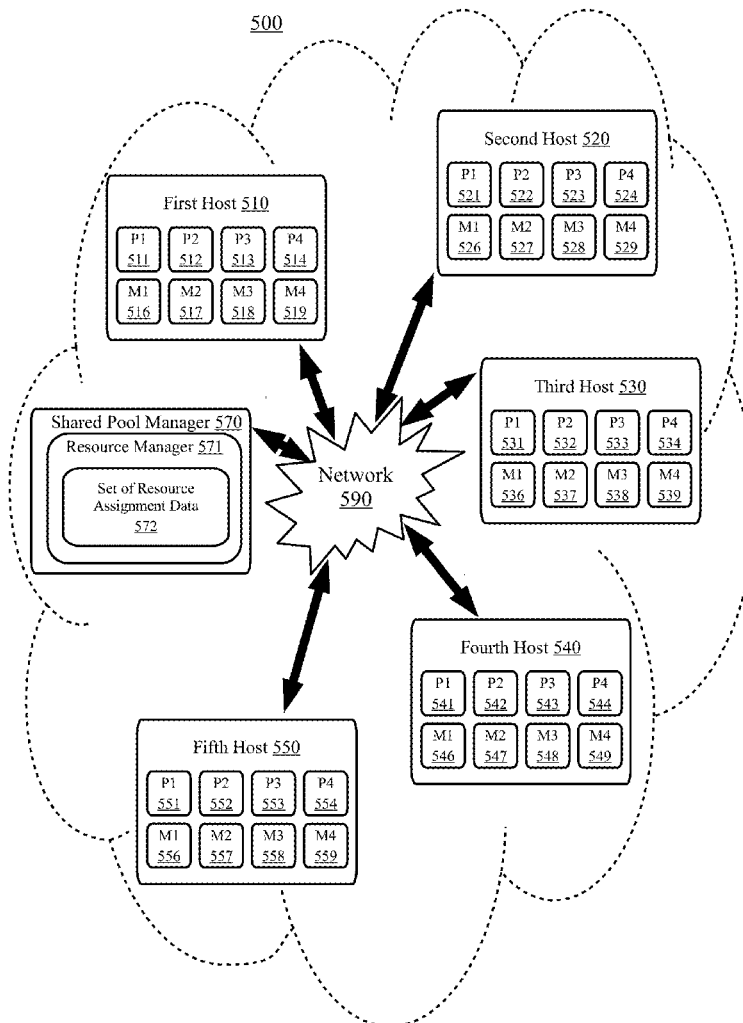 500
Second Host 520
P1 P2 P3 P4
521 522 523 524
M1 M2 M3 M4
526 527 528 529
First Host 510
P1 P2 P3 P4
511 512 513 514
M1 M2 M3 M4
516 517 518 519
Third Host 530
P1 P2 P3 P4
531 532 533 534
M1 M2 M3 M4
536 537 538 539
Shared Pool Manager 570
Resource Manager 571
Set of Resource
Assignment Data
572
Network
590
Fourth Host 540
P1 P2 P3 P4
541 542 543 544
M1 M2 M3 M4
546 547 548 549
Fifth Host 550
P1 P2 P3 P4
551 552 553 554
M1 M2 M3 M4
556 557 558 559